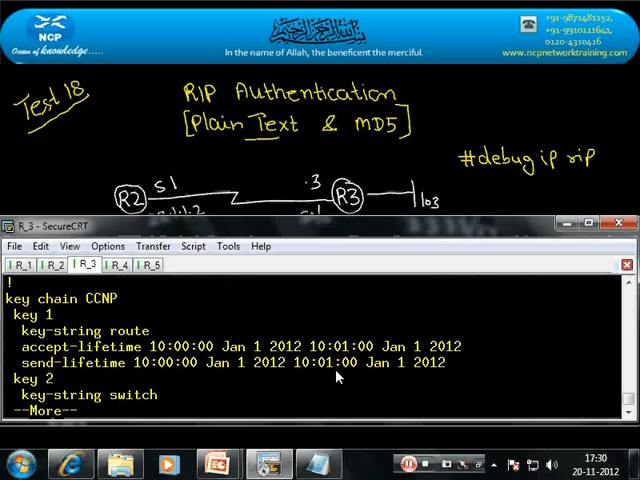 NCP
Ocean of knowledge.....
In the name of Allah, the beneficent the merciful.
+91-9871481152,
+91-9910111642,
0120-4310416
www.ncpnetworktraining.com
Test 18
RIP Authentication
[Plain Text & MD5]
#debug ip rip
R2 S1 .3 R3 103
R_3 - SecureCRT
File Edit View Options Transfer Script Tools Help
R_1 R_2 R_3 R_4 R_5
!
key chain CCNP
key 1
key-string route
accept-lifetime 10:00:00 Jan 1 2012 10:01:00 Jan 1 2012
send-lifetime 10:00:00 Jan 1 2012 10:01:00 Jan 1 2012
key 2
key-string switch
--More--
17:30
20-11-2012